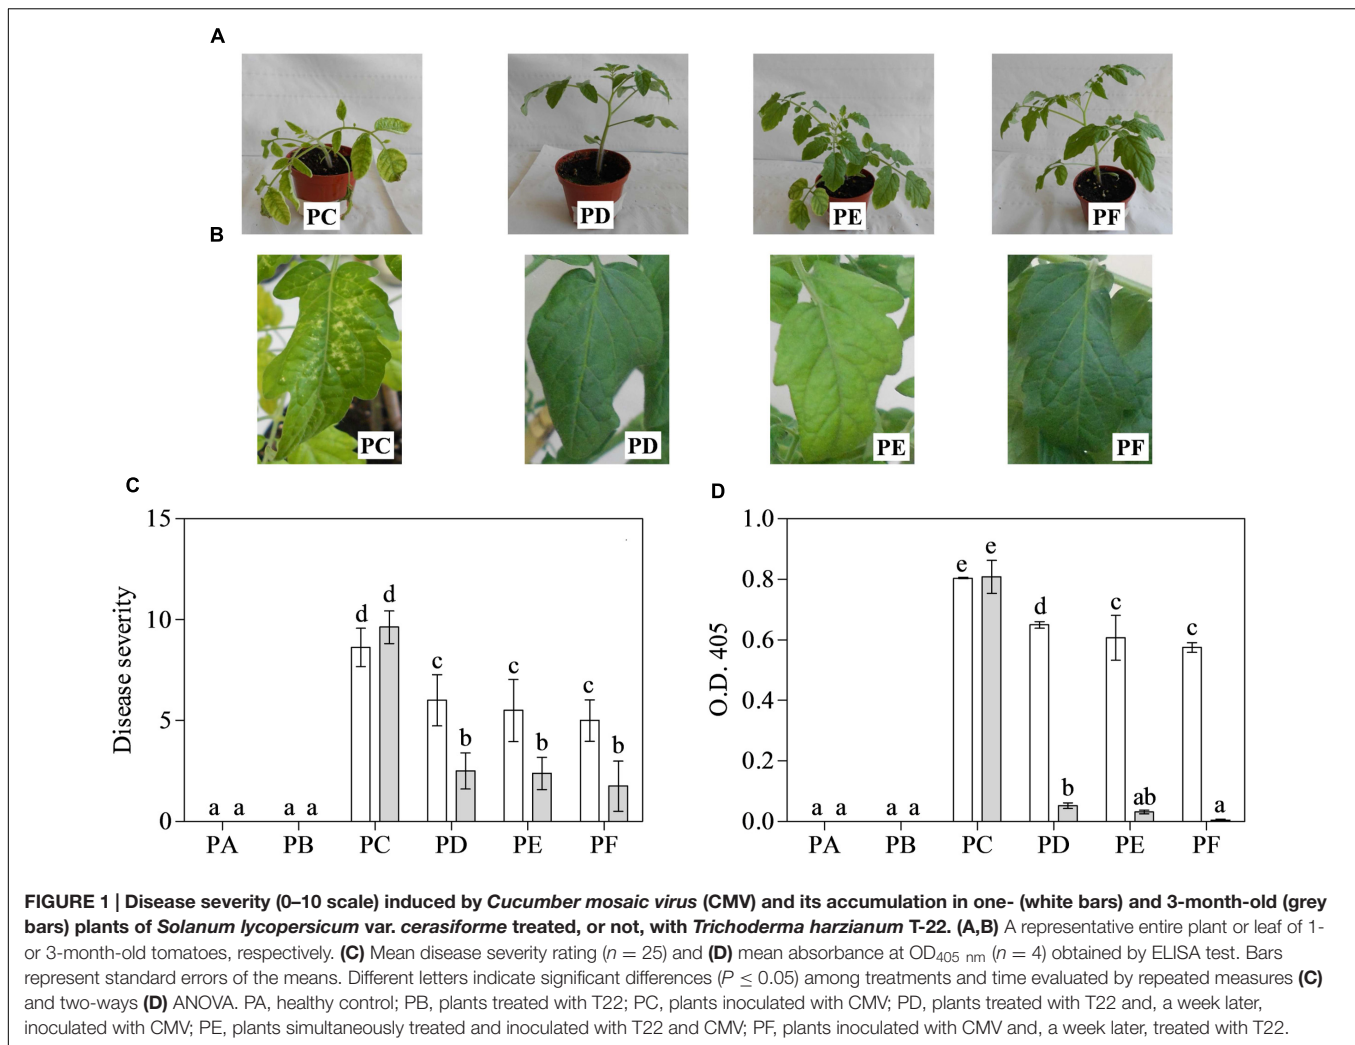 A
PC
PD
PE
PF
B
PC
PD
PE
PF
C
15
10
5
0
Disease severity
a a
a a
d d
c b
c b
c b
PA PB PC PD PE PF
D
1.0
0.8
0.6
0.4
0.2
0.0
O.D. 405
a a
a a
e e
d b
c ab
c a
PA PB PC PD PE PF
FIGURE 1 | Disease severity (0–10 scale) induced by Cucumber mosaic virus (CMV) and its accumulation in one- (white bars) and 3-month-old (grey
bars) plants of Solanum lycopersicum var. cerasiforme treated, or not, with Trichoderma harzianum T-22. (A,B) A representative entire plant or leaf of 1-
or 3-month-old tomatoes, respectively. (C) Mean disease severity rating (n = 25) and (D) mean absorbance at OD405 nm (n = 4) obtained by ELISA test. Bars
represent standard errors of the means. Different letters indicate significant differences (P ≤ 0.05) among treatments and time evaluated by repeated measures (C)
and two-ways (D) ANOVA. PA, healthy control; PB, plants treated with T22; PC, plants inoculated with CMV; PD, plants treated with T22 and, a week later,
inoculated with CMV; PE, plants simultaneously treated and inoculated with T22 and CMV; PF, plants inoculated with CMV and, a week later, treated with T22.